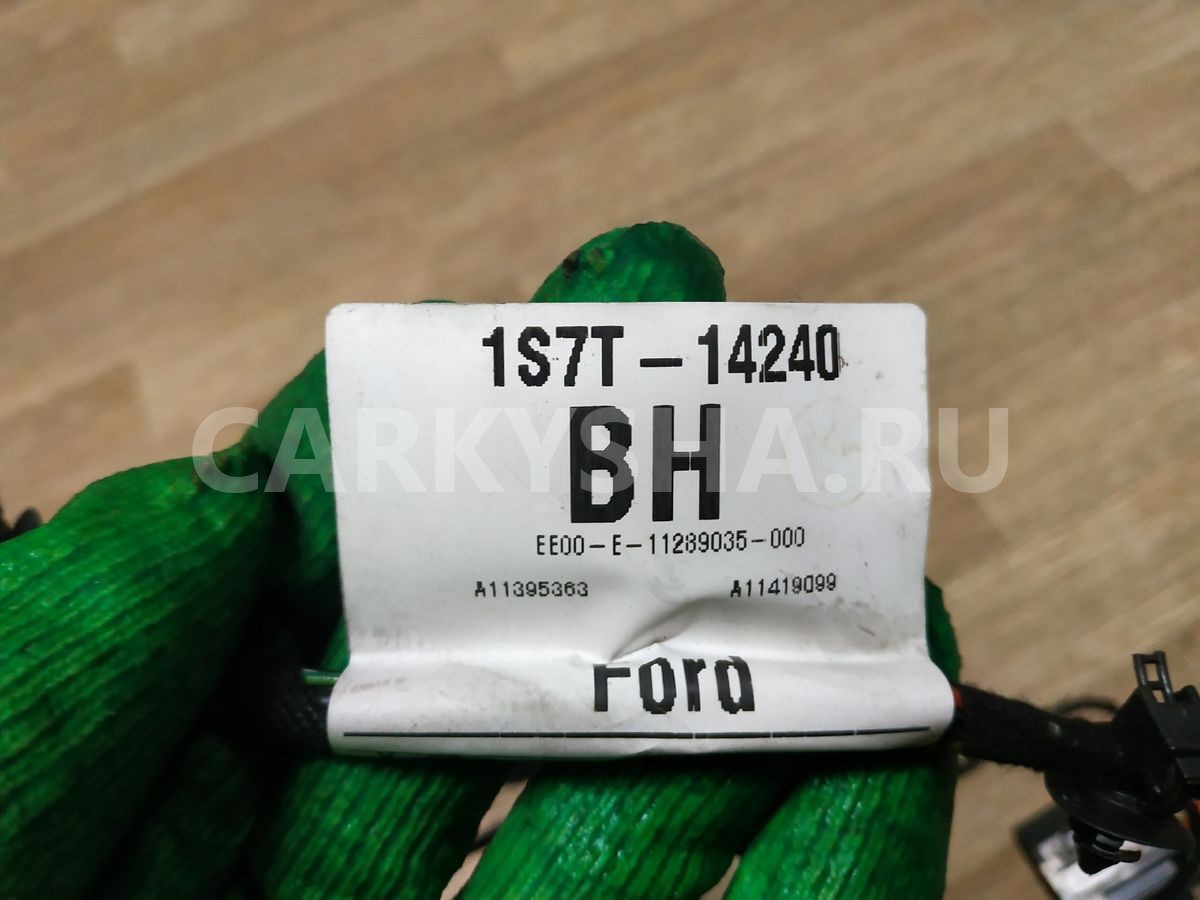 1S7T-14240
BH
CARKYSHA.RU
EE00-E-11289035-000
A11395363 A11419099
Ford